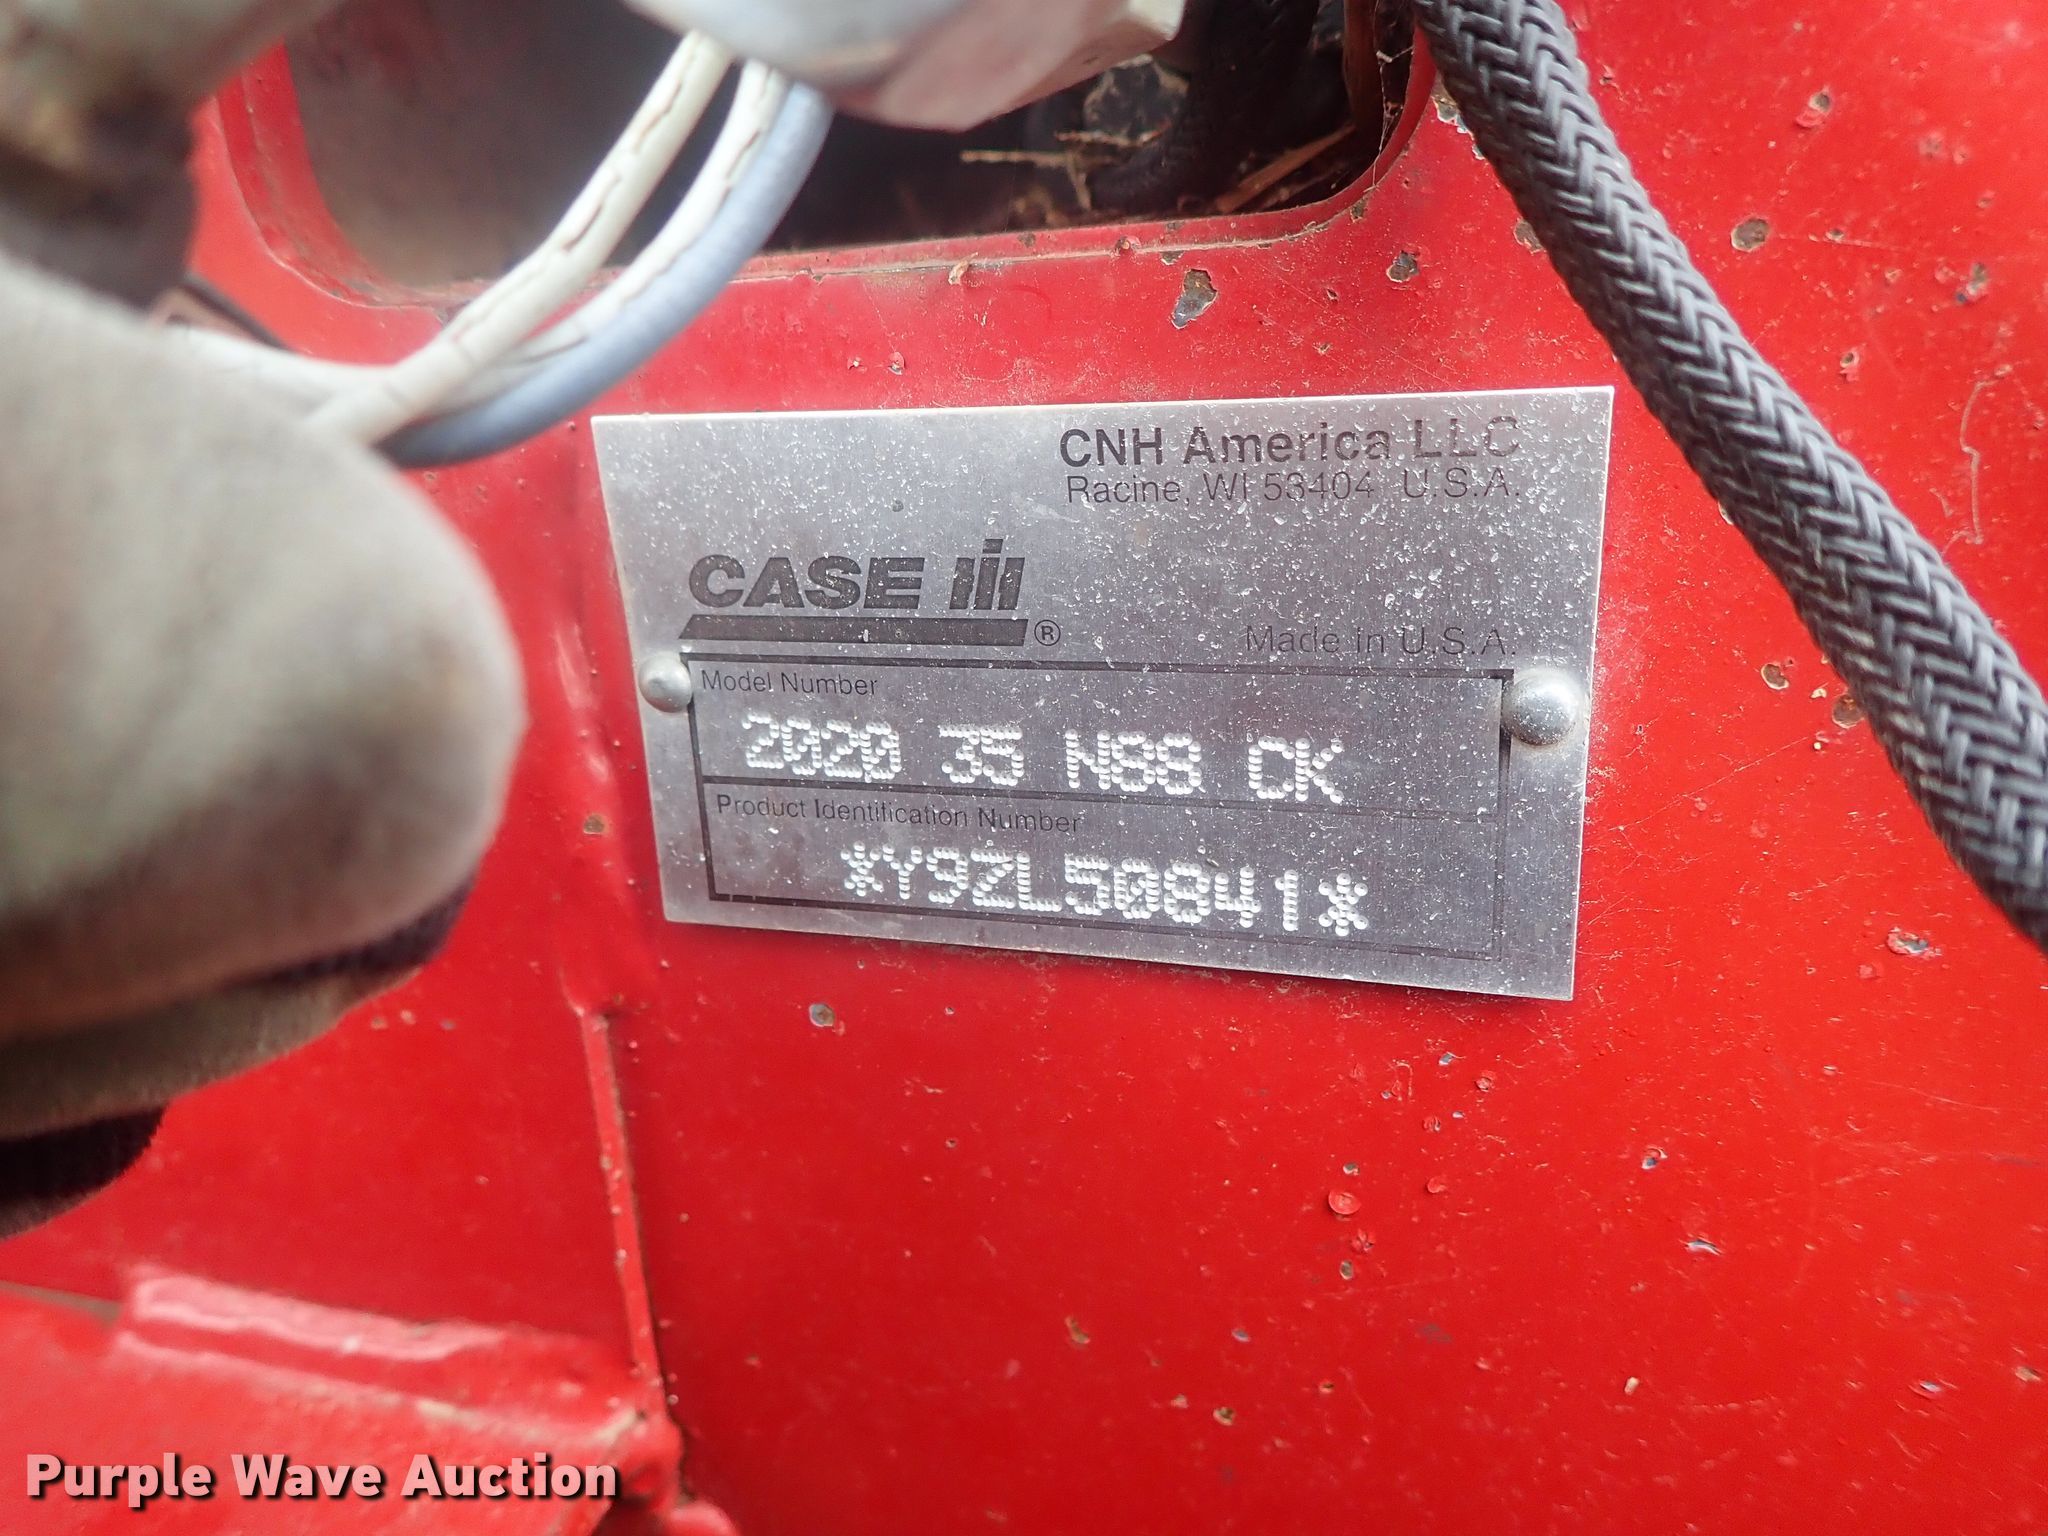 CNH America LLC
Racine, WI 53404 U.S.A.
CASE IH®
Made in U.S.A.
Model Number
2020 35 N88 CK
Product Identification Number
*Y9ZL50841*
Purple Wave Auction